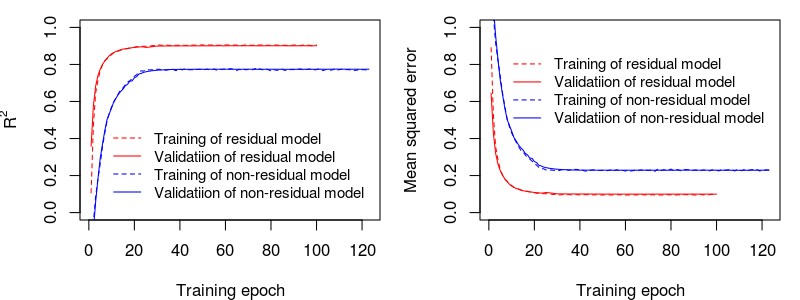 R²
1.0
0.8
0.6
0.4
0.2
0.0
Training of residual model
Validatiion of residual model
Training of non-residual model
Validatiion of non-residual model
0 20 40 60 80 100 120
Training epoch
Mean squared error
1.0
0.8
0.6
0.4
0.2
0.0
Training of residual model
Validatiion of residual model
Training of non-residual model
Validatiion of non-residual model
0 20 40 60 80 100 120
Training epoch